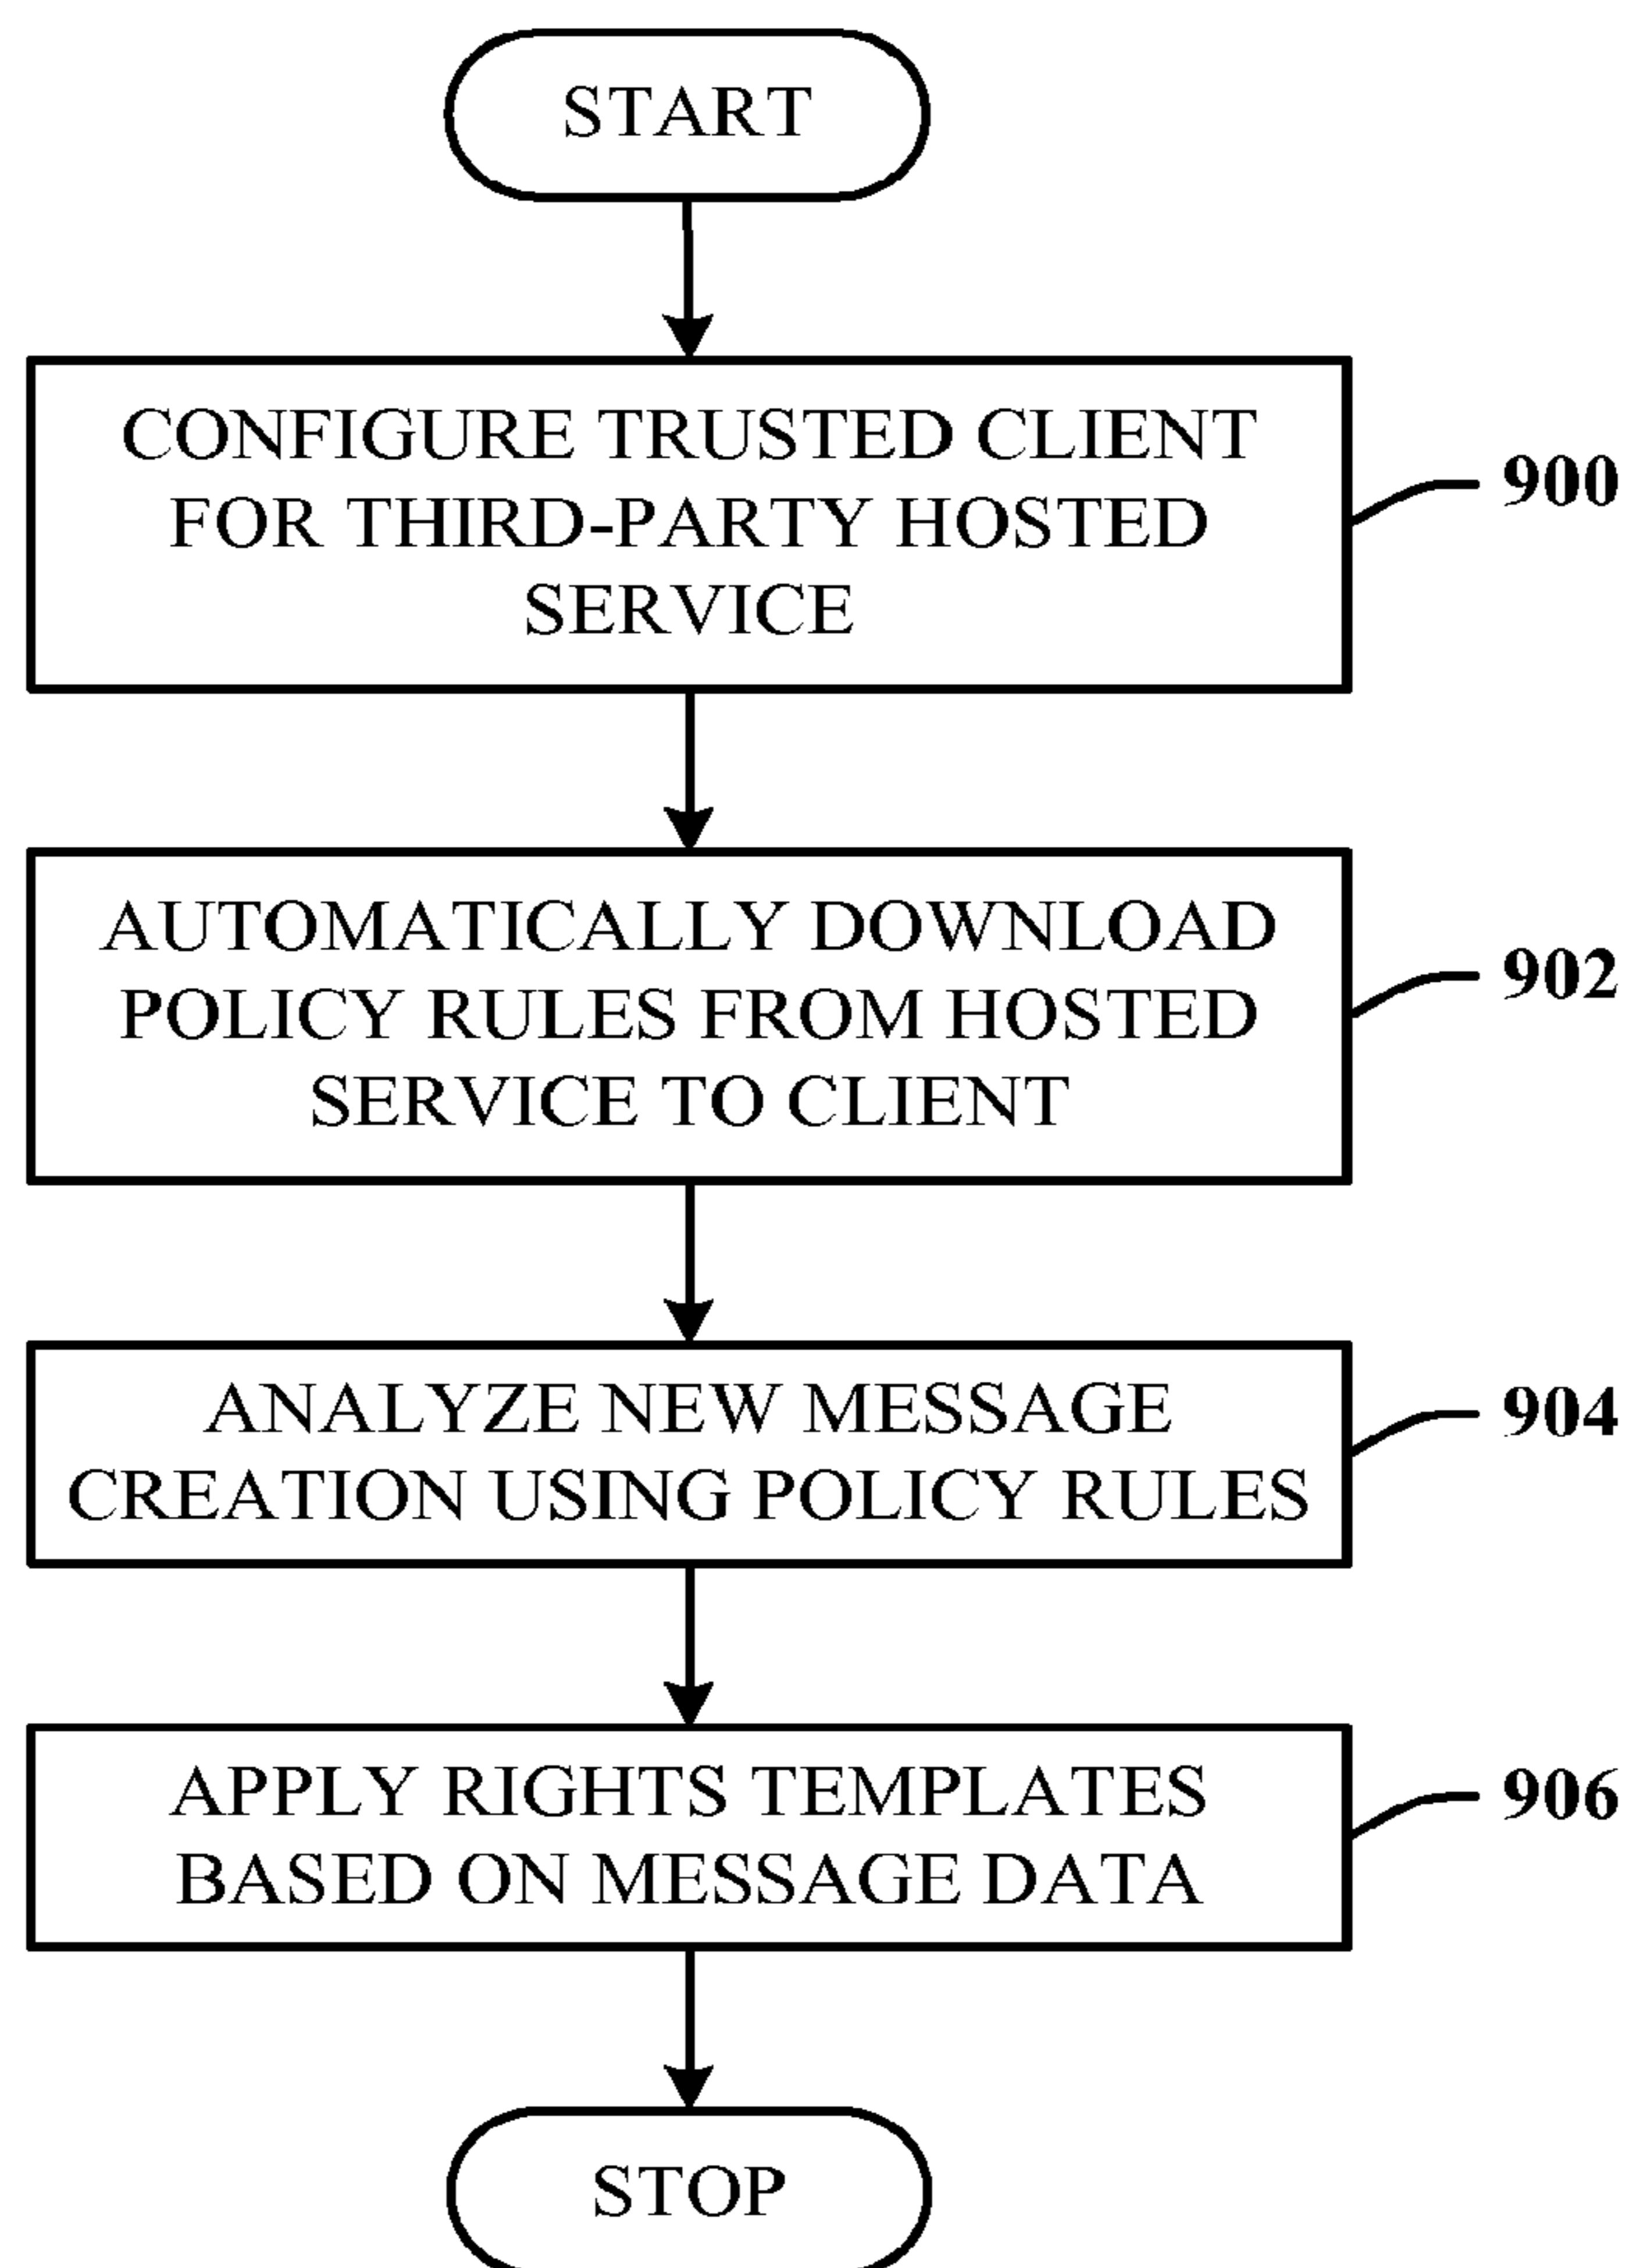 START
CONFIGURE TRUSTED CLIENT
FOR THIRD-PARTY HOSTED
SERVICE
900
AUTOMATICALLY DOWNLOAD
POLICY RULES FROM HOSTED
SERVICE TO CLIENT
902
ANALYZE NEW MESSAGE
CREATION USING POLICY RULES
904
APPLY RIGHTS TEMPLATES
BASED ON MESSAGE DATA
906
STOP